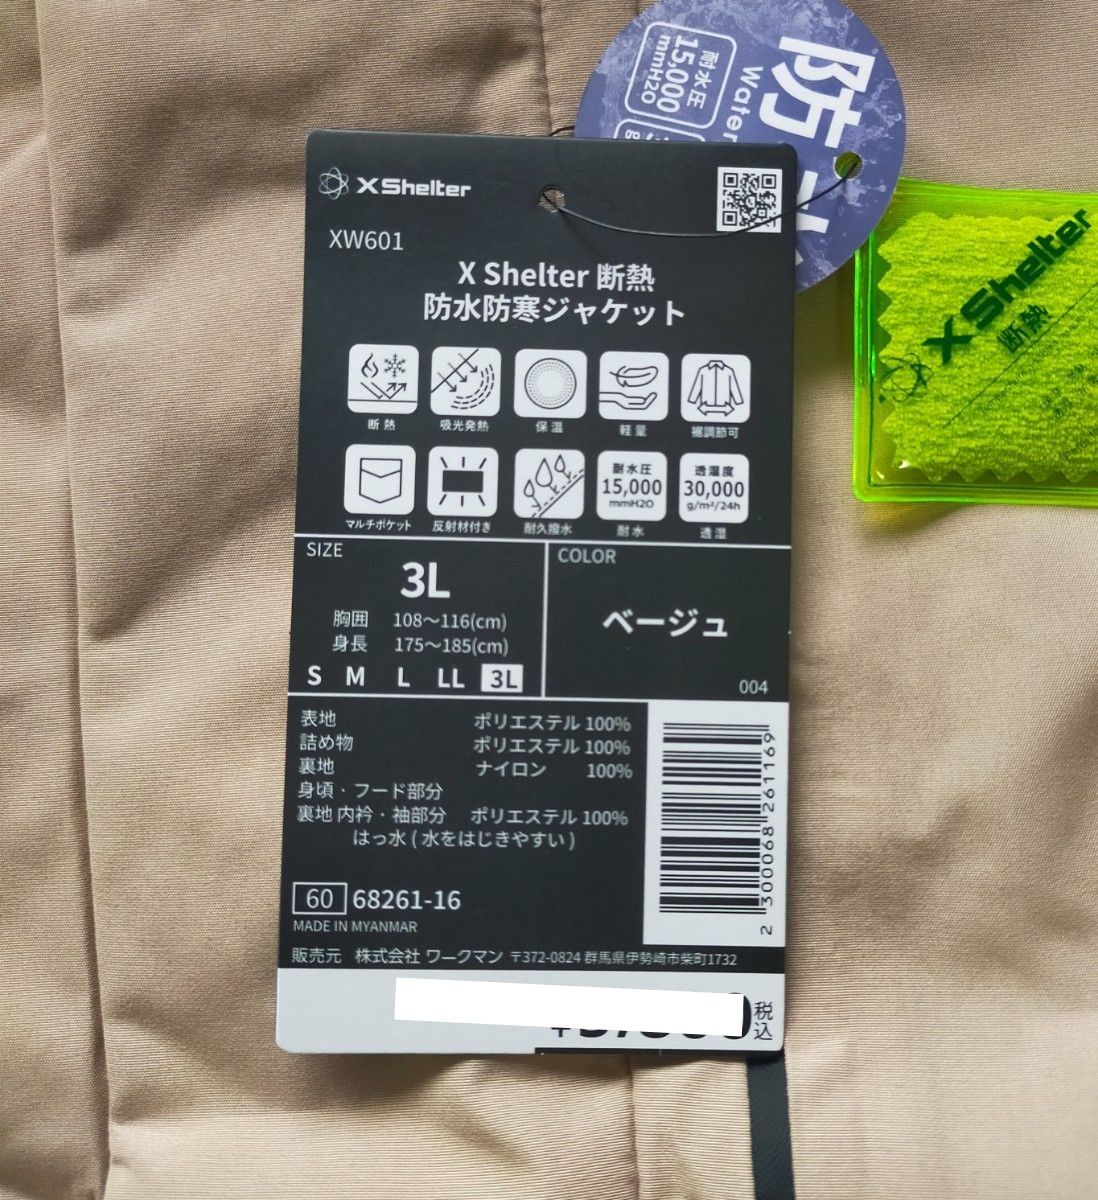 防水
Water
耐水圧
15,000
mmH2O
X Shelter
XW601
X Shelter 断熱
防水防寒ジャケット
断熱
吸光発熱
保温
軽量
裾調節可
マルチポケット
反射材付き
耐久撥水
耐水圧
15,000
mmH2O
耐水
透湿度
30,000
g/m²/24h
透湿
SIZE
3L
胸囲 108～116(cm)
身長 175～185(cm)
S M L LL 3L
COLOR
ベージュ
004
表地 ポリエステル 100%
詰め物 ポリエステル 100%
裏地 ナイロン 100%
身頃・フード部分
裏地 内衿・袖部分 ポリエステル 100%
はっ水 ( 水をはじきやすい )
2 300068 261169
60 68261-16
MADE IN MYANMAR
販売元 株式会社 ワークマン 〒372-0824 群馬県伊勢崎市柴町1732
税込
X Shelter
断熱